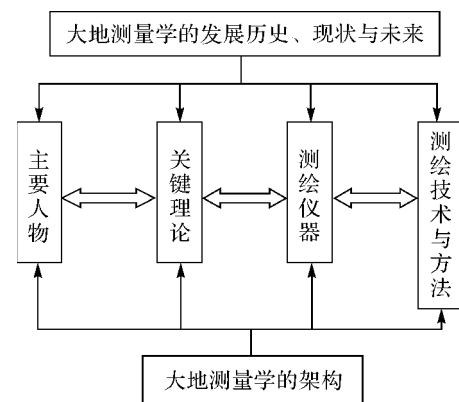 大地测量学的发展历史、现状与未来
主要人物
关键理论
测绘仪器
测绘技术与方法
大地测量学的架构